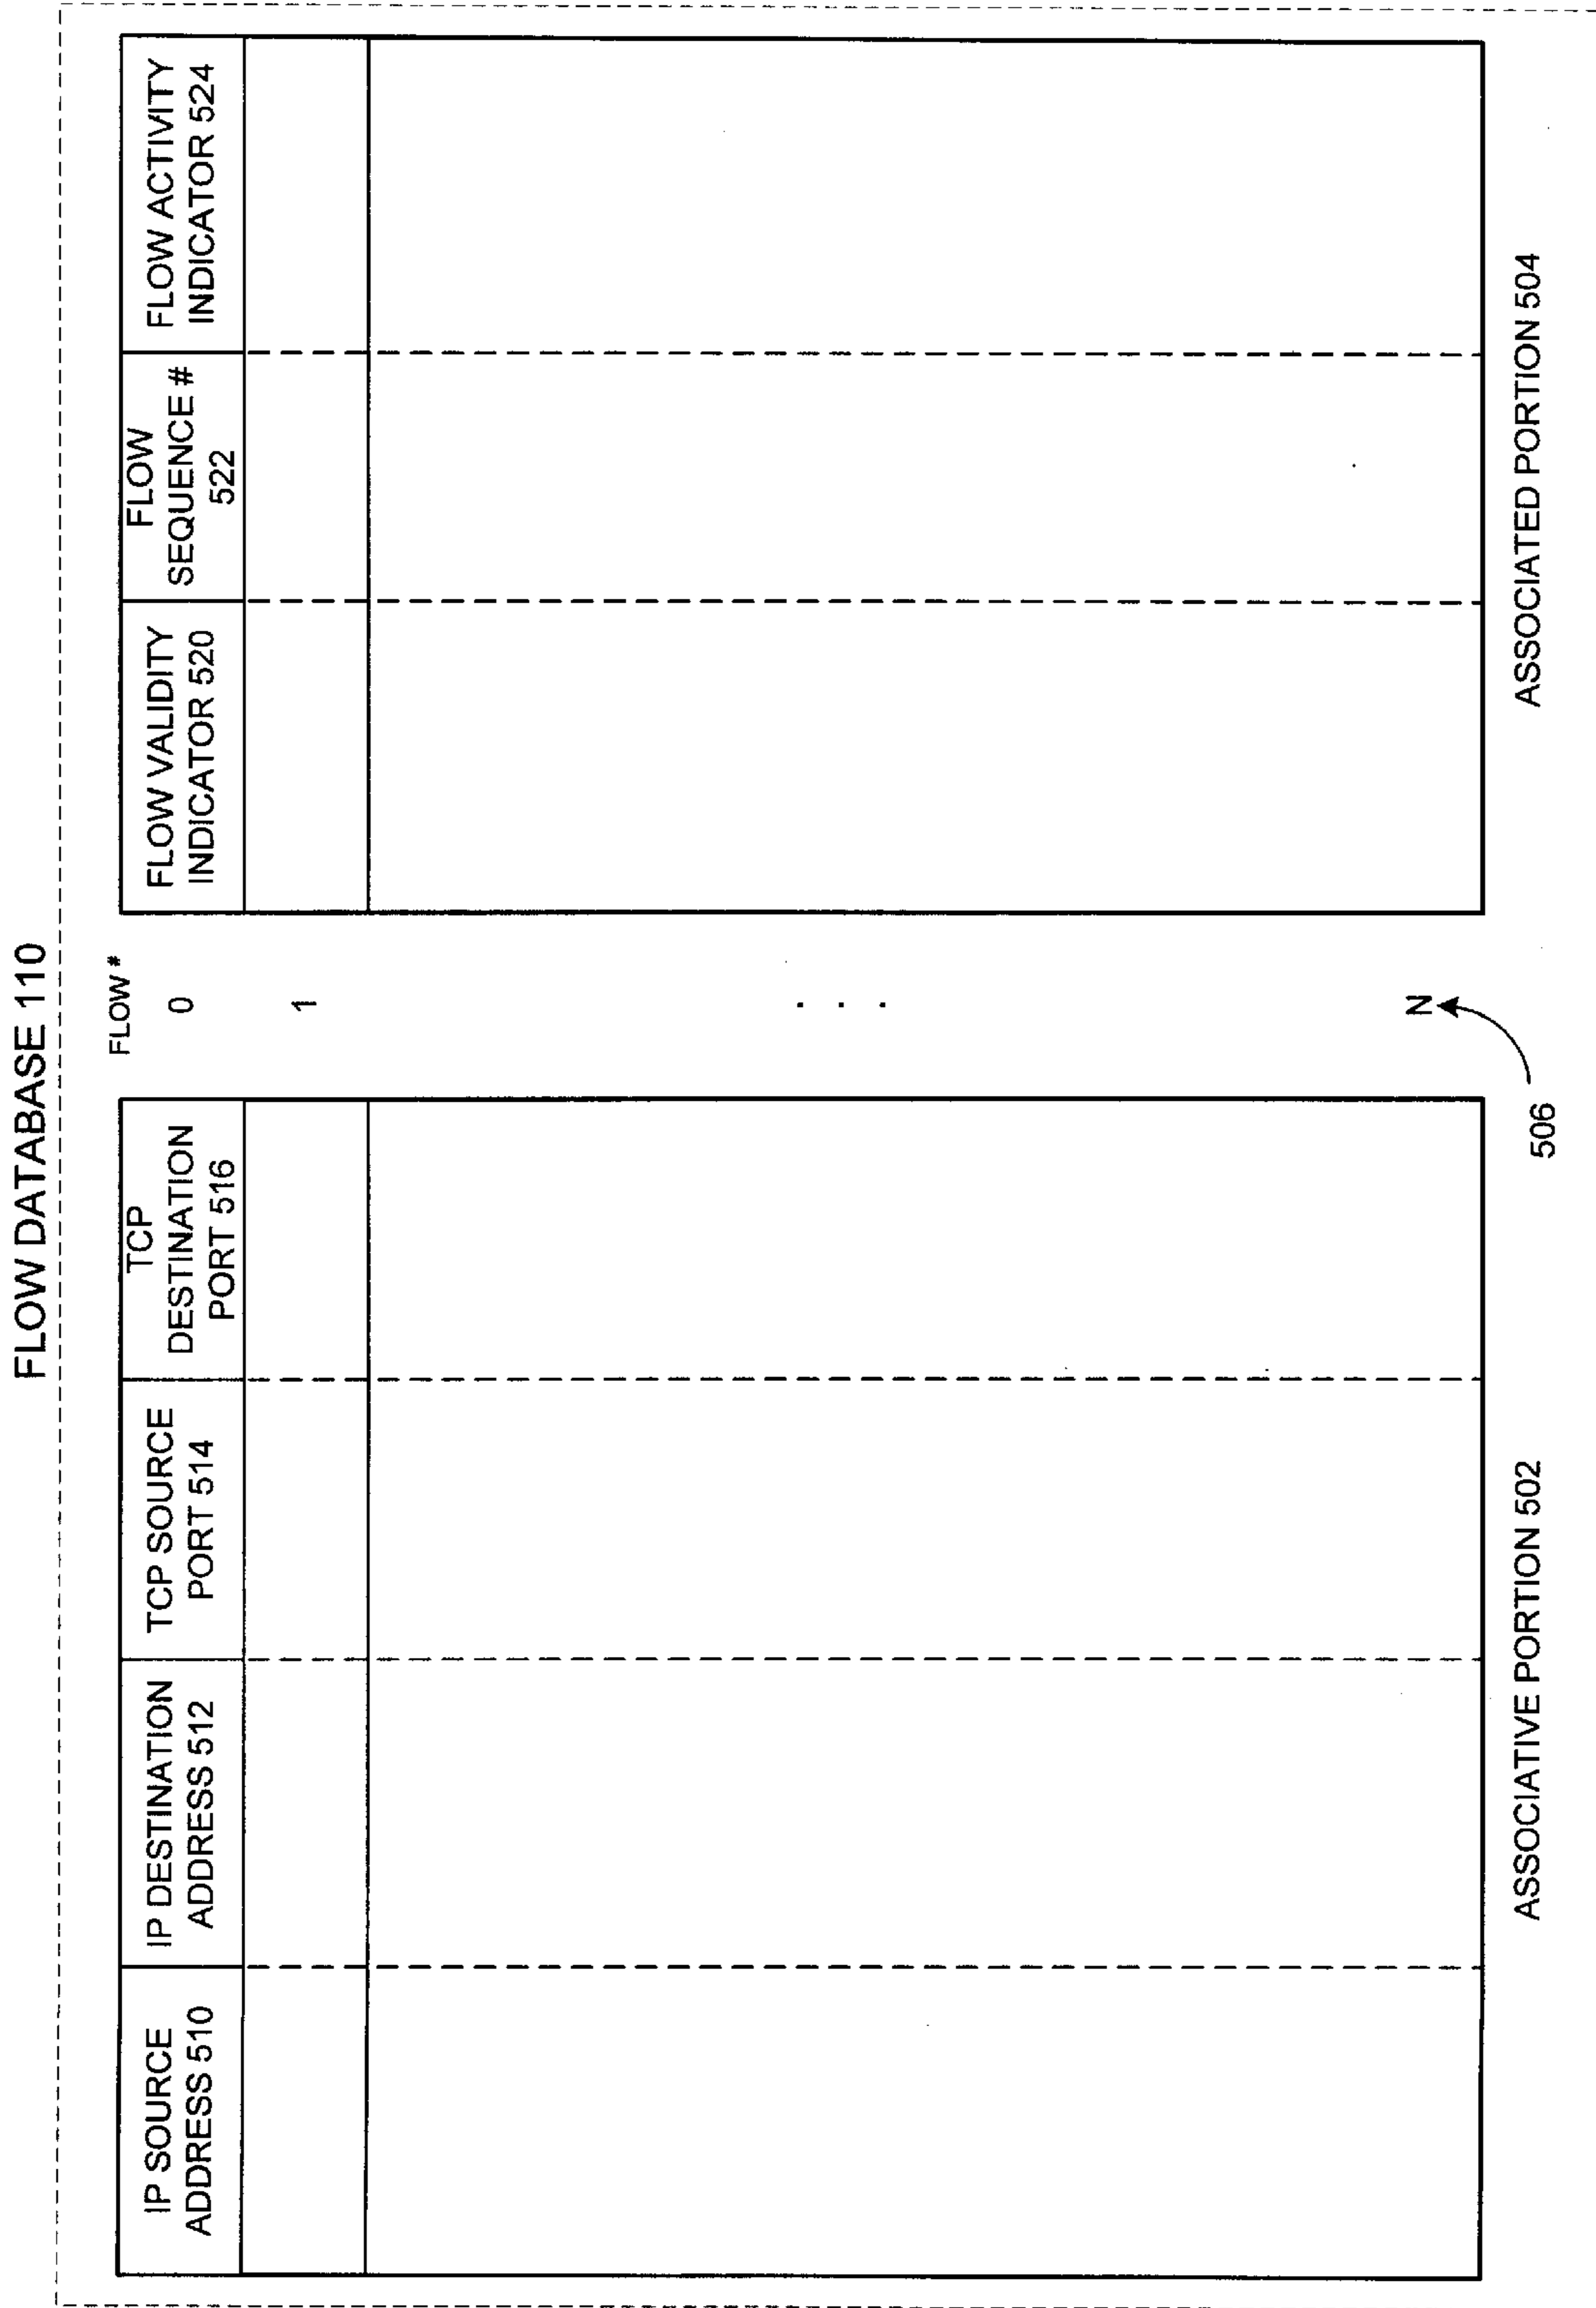 FLOW DATABASE 110
IP SOURCE
ADDRESS 510
IP DESTINATION
ADDRESS 512
TCP SOURCE
PORT 514
TCP
DESTINATION
PORT 516
FLOW #
0
1
. . .
N
506
FLOW VALIDITY
INDICATOR 520
FLOW
SEQUENCE #
522
FLOW ACTIVITY
INDICATOR 524
ASSOCIATIVE PORTION 502
ASSOCIATED PORTION 504